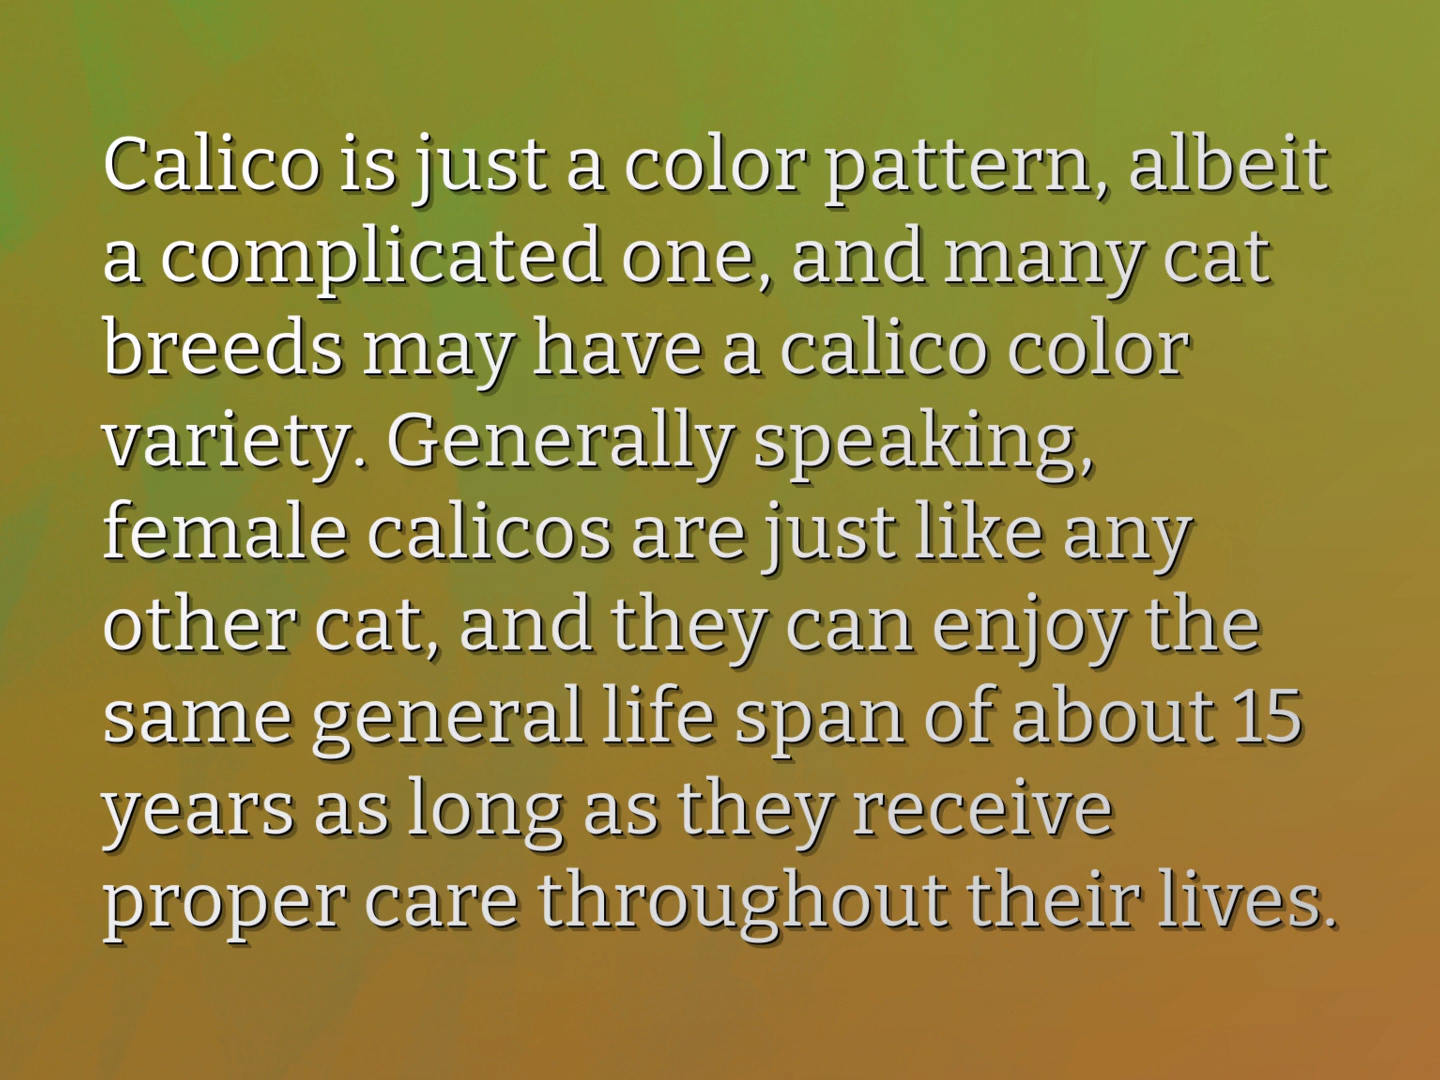 Calico is just a color pattern, albeit
a complicated one, and many cat
breeds may have a calico color
variety. Generally speaking,
female calicos are just like any
other cat, and they can enjoy the
same general life span of about 15
years as long as they receive
proper care throughout their lives.